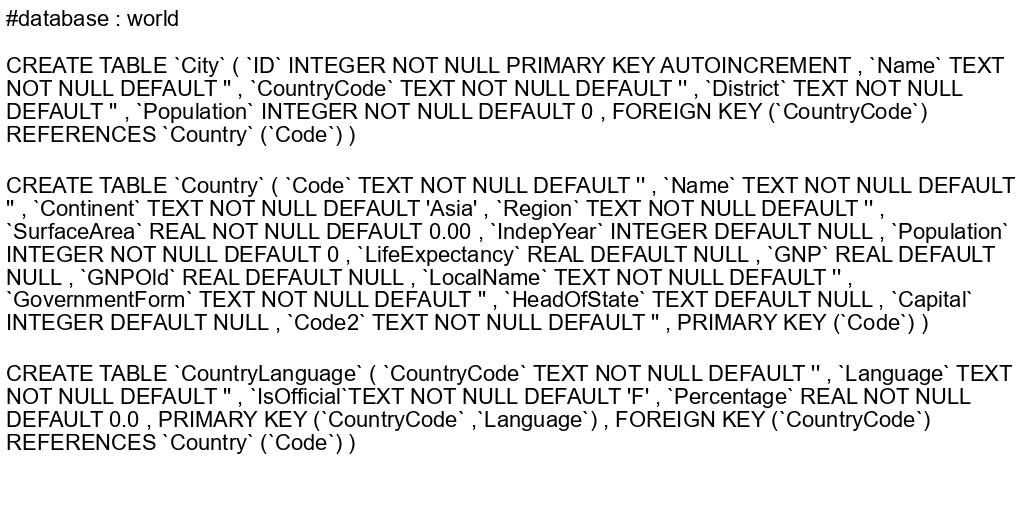 #database : world
CREATE TABLE `City` ( `ID` INTEGER NOT NULL PRIMARY KEY AUTOINCREMENT , `Name` TEXT
NOT NULL DEFAULT '' , `CountryCode` TEXT NOT NULL DEFAULT '' , `District` TEXT NOT NULL
DEFAULT '' , `Population` INTEGER NOT NULL DEFAULT 0 , FOREIGN KEY (`CountryCode`)
REFERENCES `Country` (`Code`) )
CREATE TABLE `Country` ( `Code` TEXT NOT NULL DEFAULT '' , `Name` TEXT NOT NULL DEFAULT
'' , `Continent` TEXT NOT NULL DEFAULT 'Asia' , `Region` TEXT NOT NULL DEFAULT '' ,
`SurfaceArea` REAL NOT NULL DEFAULT 0.00 , `IndepYear` INTEGER DEFAULT NULL , `Population`
INTEGER NOT NULL DEFAULT 0 , `LifeExpectancy` REAL DEFAULT NULL , `GNP` REAL DEFAULT
NULL , `GNPOld` REAL DEFAULT NULL , `LocalName` TEXT NOT NULL DEFAULT '' ,
`GovernmentForm` TEXT NOT NULL DEFAULT '' , `HeadOfState` TEXT DEFAULT NULL , `Capital`
INTEGER DEFAULT NULL , `Code2` TEXT NOT NULL DEFAULT '' , PRIMARY KEY (`Code`) )
CREATE TABLE `CountryLanguage` ( `CountryCode` TEXT NOT NULL DEFAULT '' , `Language` TEXT
NOT NULL DEFAULT '' , `IsOfficial`TEXT NOT NULL DEFAULT 'F' , `Percentage` REAL NOT NULL
DEFAULT 0.0 , PRIMARY KEY (`CountryCode` ,`Language`) , FOREIGN KEY (`CountryCode`)
REFERENCES `Country` (`Code`) )